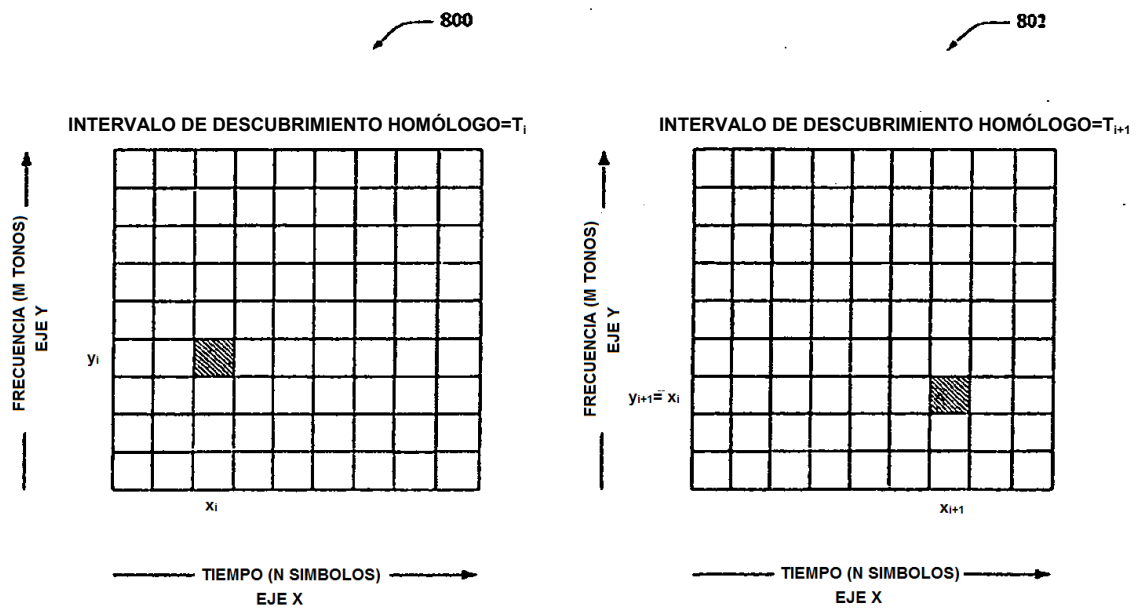 800
INTERVALO DE DESCUBRIMIENTO HOMÓLOGO=Ti
FRECUENCIA (M TONOS)
EJE Y
yi
xi
TIEMPO (N SIMBOLOS)
EJE X
802
INTERVALO DE DESCUBRIMIENTO HOMÓLOGO=Ti+1
FRECUENCIA (M TONOS)
EJE Y
yi+1= xi
xi+1
TIEMPO (N SIMBOLOS)
EJE X